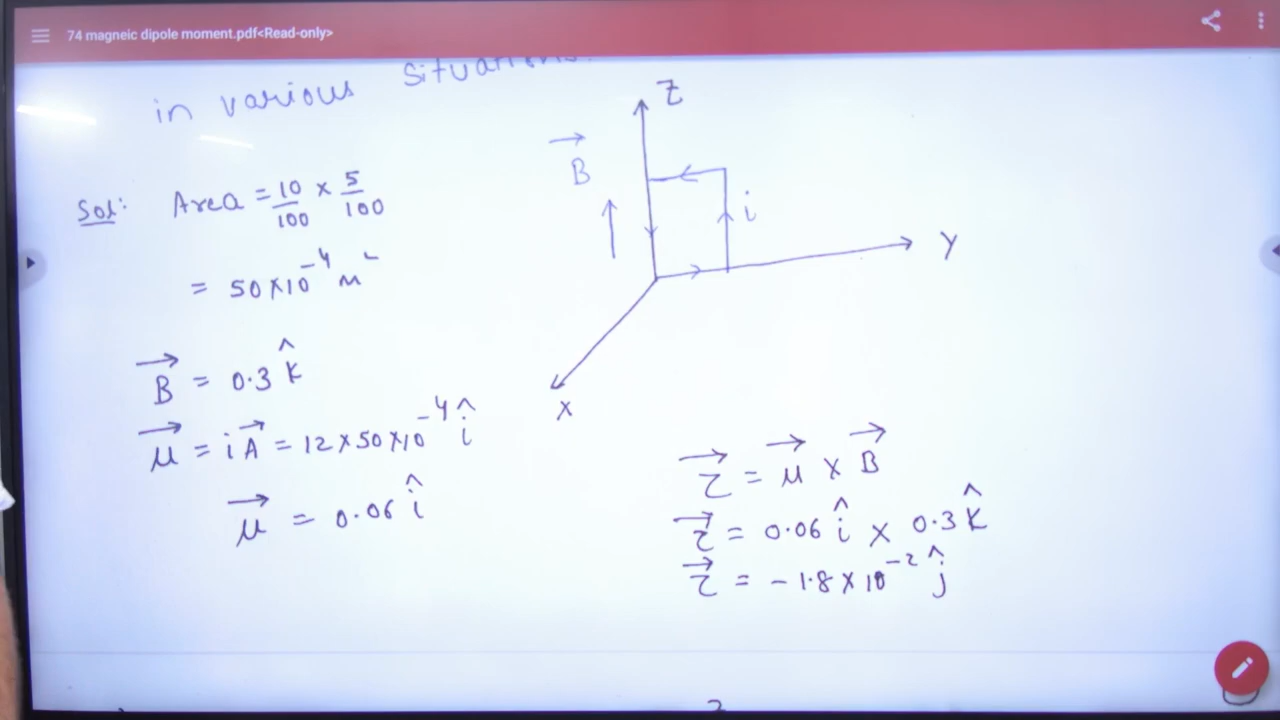 74 magneic dipole moment.pdf<Read-only>
in various situations.
Sol: Area = 10/100 × 5/100
= 50×10⁻⁴ m²
B⃗ = 0.3 k̂
μ⃗ = iA⃗ = 12×50×10⁻⁴ î
μ⃗ = 0.06 î
Z
B⃗
i
Y
X
τ⃗ = μ⃗ × B⃗
τ⃗ = 0.06 î × 0.3 k̂
τ⃗ = -1.8×10⁻² ĵ